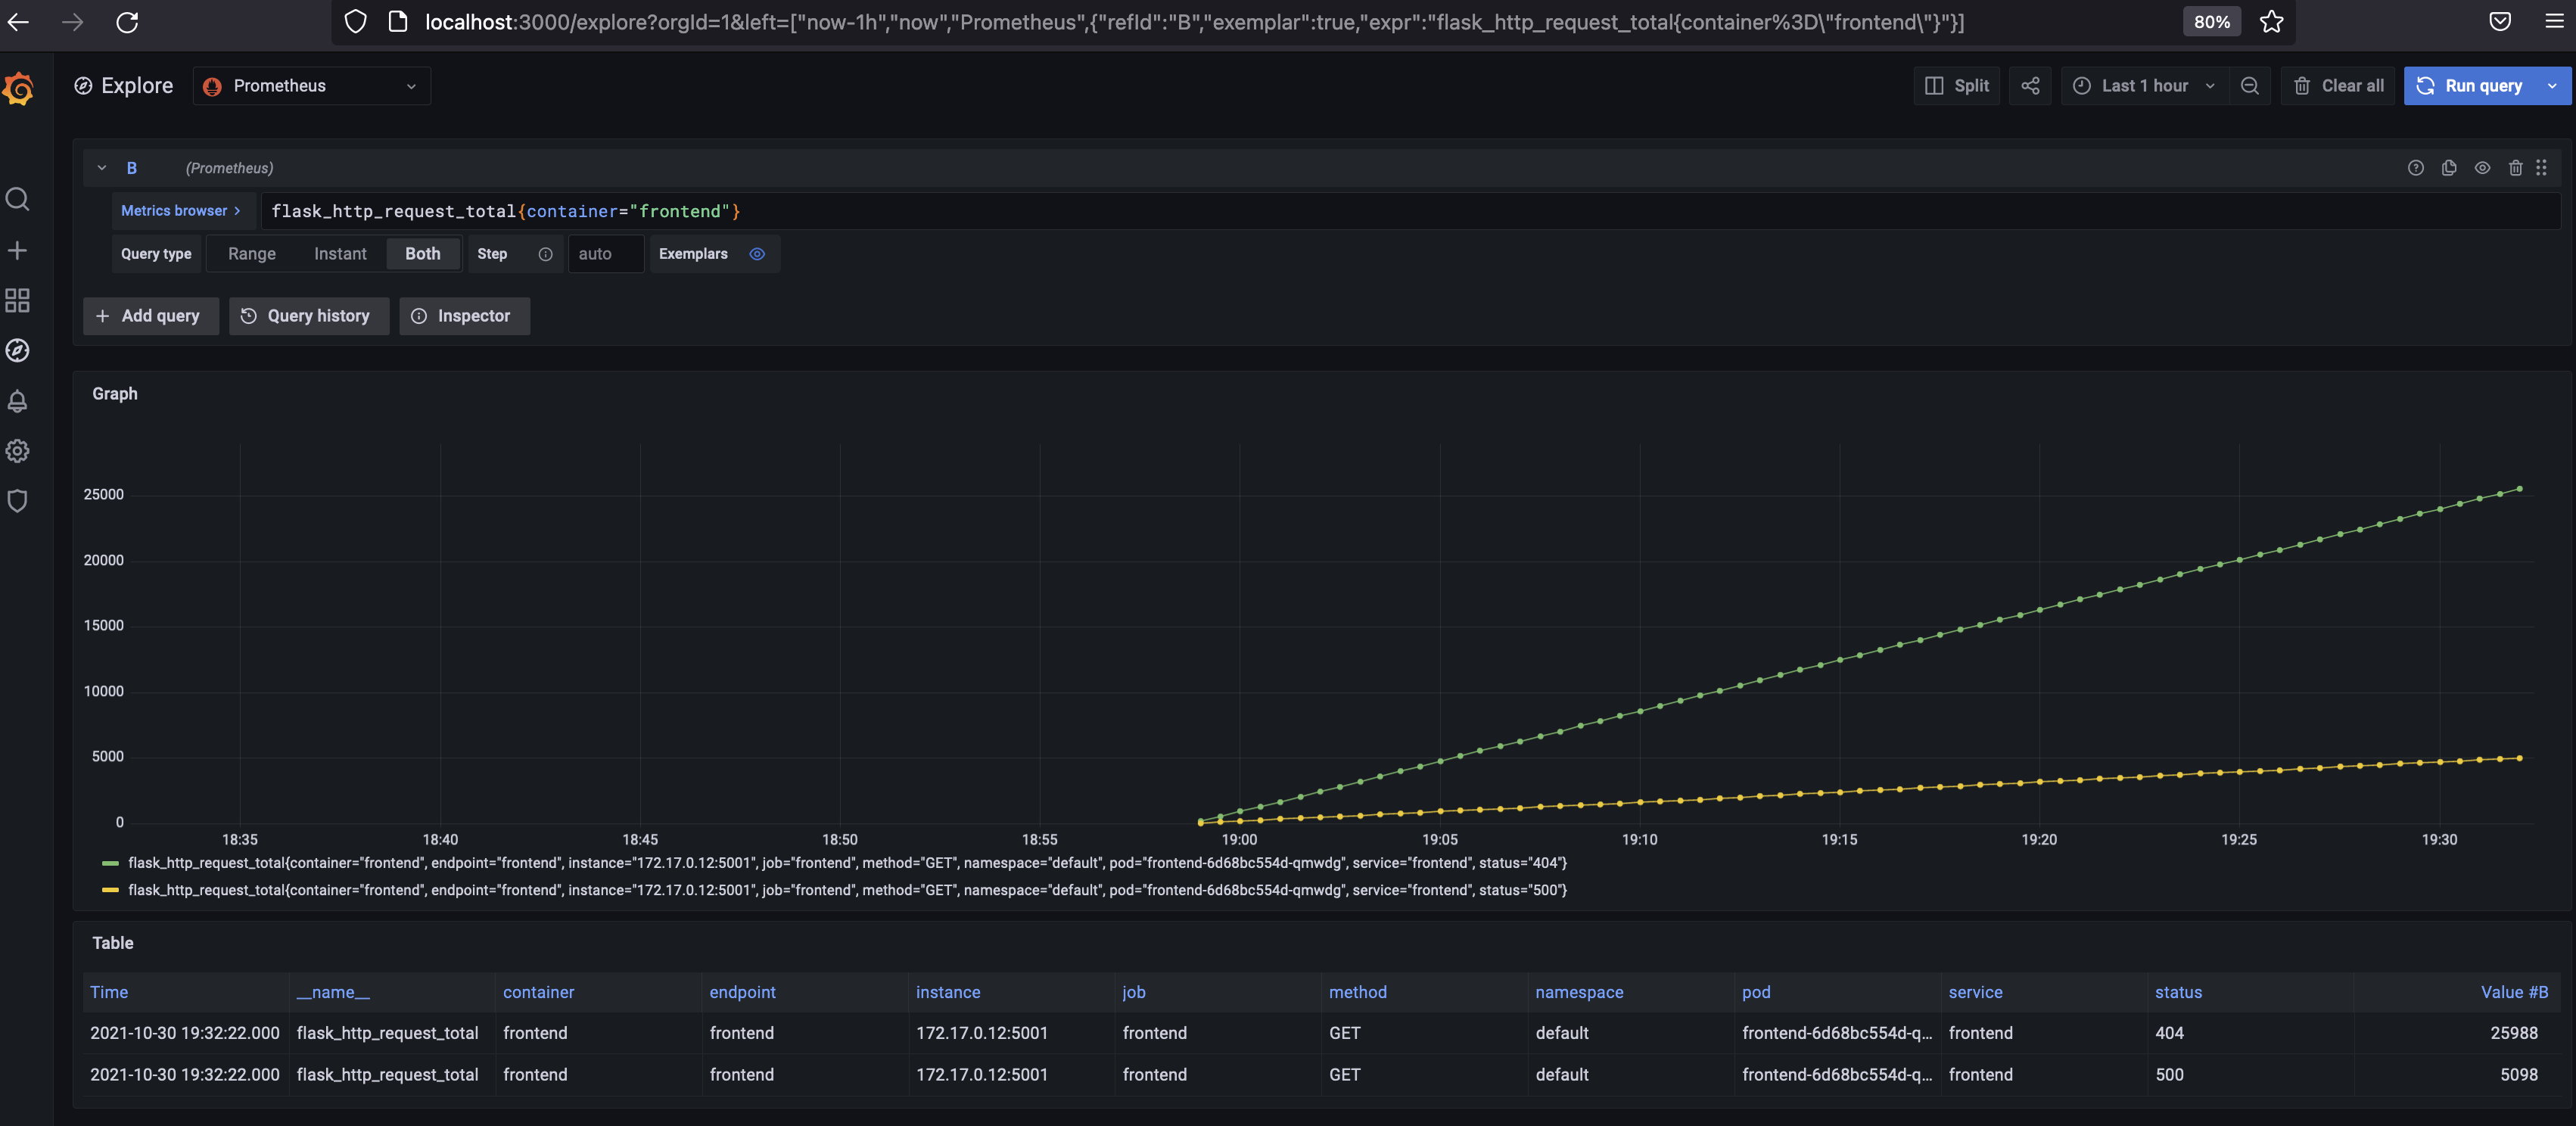 localhost:3000/explore?orgId=1&left=["now-1h","now","Prometheus",{"refId":"B","exemplar":true,"expr":"flask_http_request_total{container%3D\"frontend\"}"}]
80%
Explore
Prometheus
Split
Last 1 hour
Clear all
Run query
B (Prometheus)
Metrics browser > flask_http_request_total{container="frontend"}
Query type Range Instant Both Step auto Exemplars
+ Add query
Query history
Inspector
Graph
25000
20000
15000
10000
5000
0
18:35 18:40 18:45 18:50 18:55 19:00 19:05 19:10 19:15 19:20 19:25 19:30
flask_http_request_total{container="frontend", endpoint="frontend", instance="172.17.0.12:5001", job="frontend", method="GET", namespace="default", pod="frontend-6d68bc554d-qmwdg", service="frontend", status="404"}
flask_http_request_total{container="frontend", endpoint="frontend", instance="172.17.0.12:5001", job="frontend", method="GET", namespace="default", pod="frontend-6d68bc554d-qmwdg", service="frontend", status="500"}
Table
Time __name__ container endpoint instance job method namespace pod service status Value #B
2021-10-30 19:32:22.000 flask_http_request_total frontend frontend 172.17.0.12:5001 frontend GET default frontend-6d68bc554d-q... frontend 404 25988
2021-10-30 19:32:22.000 flask_http_request_total frontend frontend 172.17.0.12:5001 frontend GET default frontend-6d68bc554d-q... frontend 500 5098